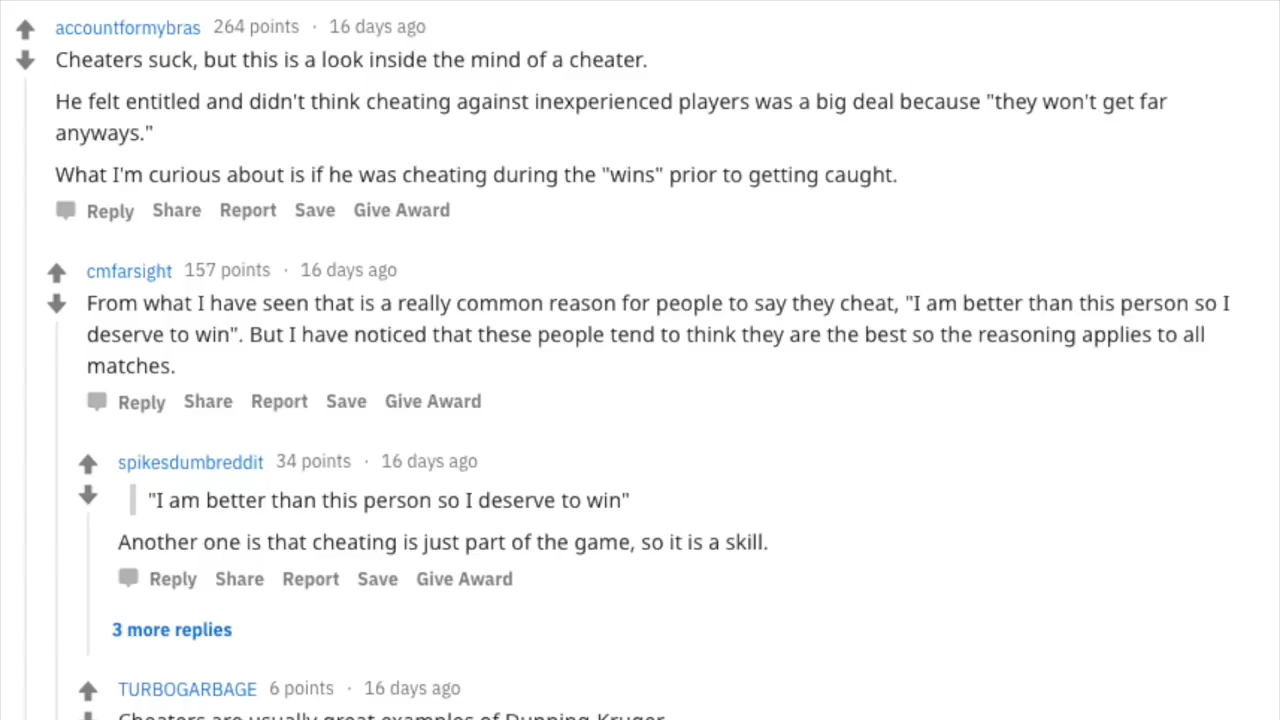 accountformybras 264 points · 16 days ago
Cheaters suck, but this is a look inside the mind of a cheater.
He felt entitled and didn't think cheating against inexperienced players was a big deal because "they won't get far
anyways."
What I'm curious about is if he was cheating during the "wins" prior to getting caught.
Reply Share Report Save Give Award
cmfarsight 157 points · 16 days ago
From what I have seen that is a really common reason for people to say they cheat, "I am better than this person so I
deserve to win". But I have noticed that these people tend to think they are the best so the reasoning applies to all
matches.
Reply Share Report Save Give Award
spikesdumbreddit 34 points · 16 days ago
"I am better than this person so I deserve to win"
Another one is that cheating is just part of the game, so it is a skill.
Reply Share Report Save Give Award
3 more replies
TURBOGARBAGE 6 points · 16 days ago
Cheaters are usually great examples of Dunning Kruger